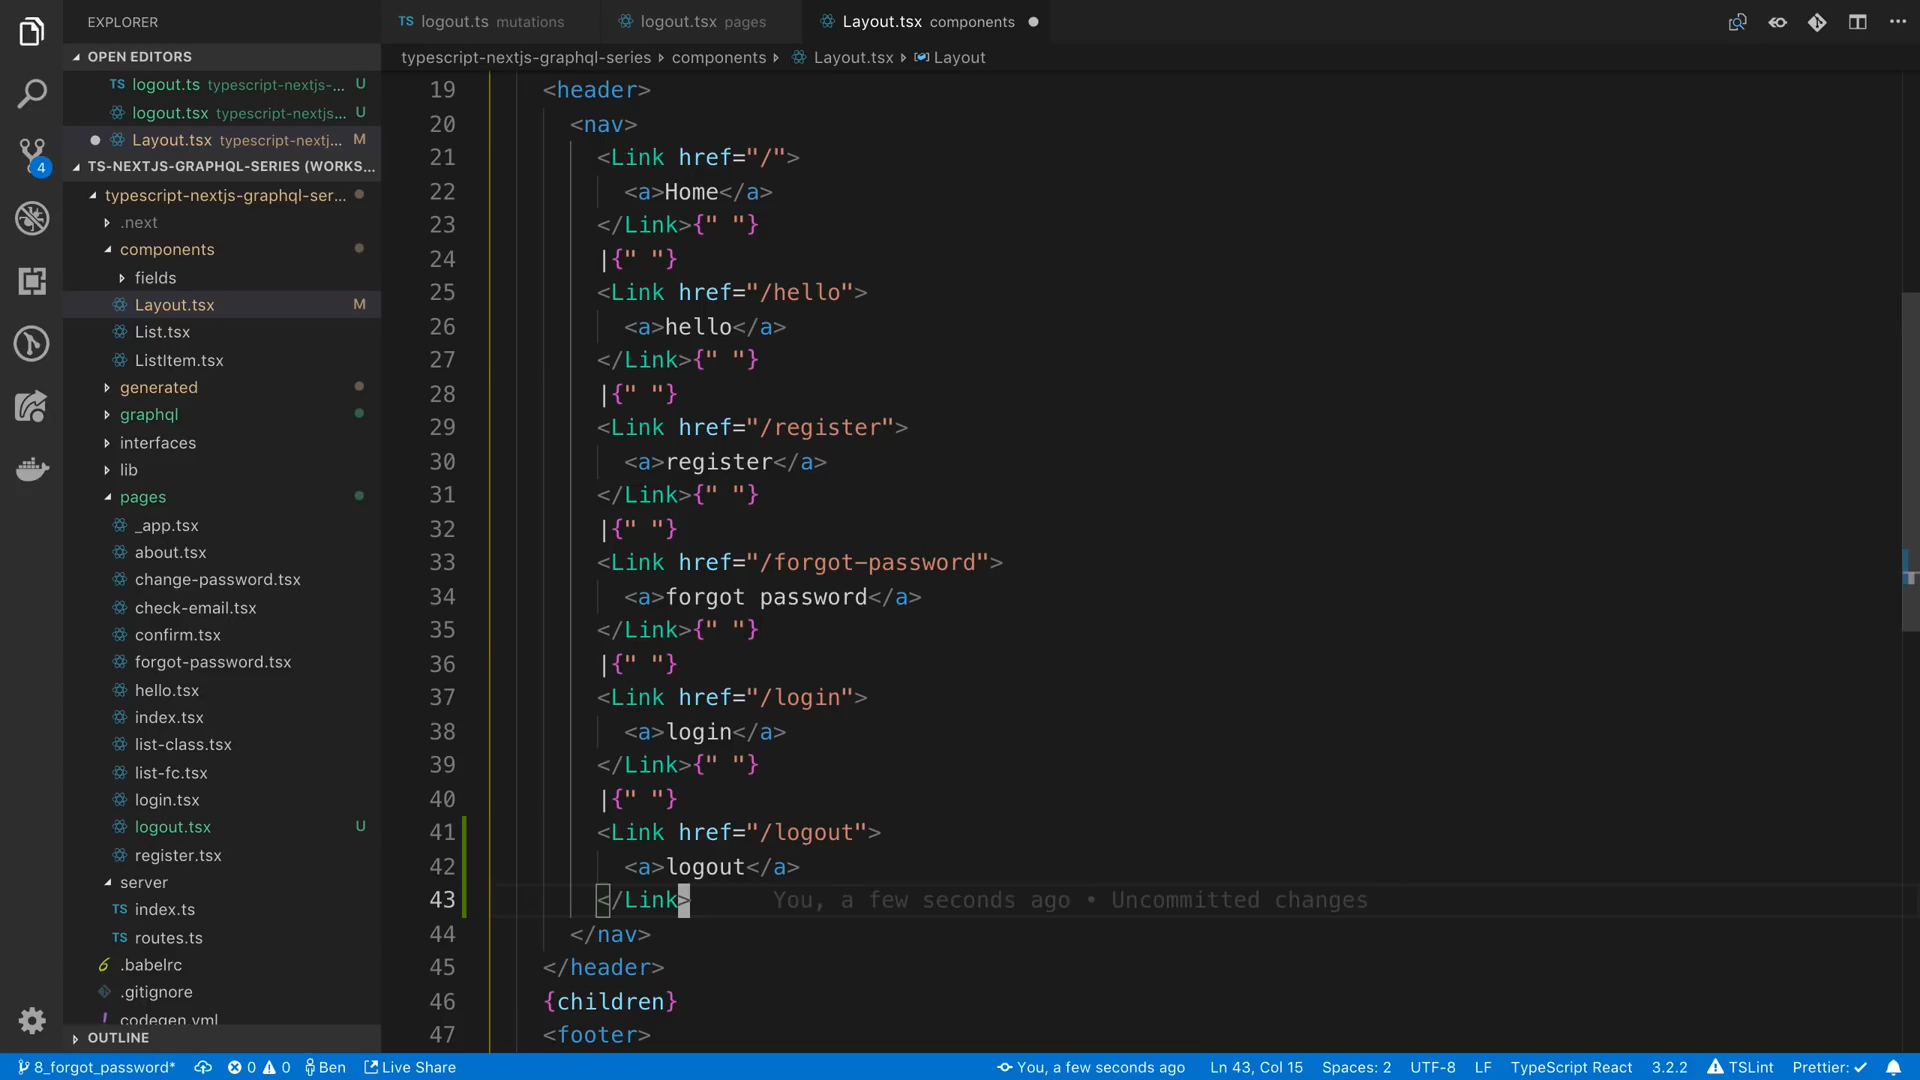 EXPLORER
OPEN EDITORS
TS logout.ts typescript-nextjs-... U
logout.tsx typescript-nextjs... U
Layout.tsx typescript-nextj... M
TS-NEXTJS-GRAPHQL-SERIES (WORKS...
typescript-nextjs-graphql-ser...
.next
components
fields
Layout.tsx M
List.tsx
ListItem.tsx
generated
graphql
interfaces
lib
pages
_app.tsx
about.tsx
change-password.tsx
check-email.tsx
confirm.tsx
forgot-password.tsx
hello.tsx
index.tsx
list-class.tsx
list-fc.tsx
login.tsx
logout.tsx U
register.tsx
server
TS index.ts
TS routes.ts
.babelrc
.gitignore
codegen.yml
OUTLINE
4
TS logout.ts mutations
logout.tsx pages
Layout.tsx components
typescript-nextjs-graphql-series › components › Layout.tsx › Layout
19 <header>
20 <nav>
21 <Link href="/">
22 <a>Home</a>
23 </Link>{" "}
24 |{" "}
25 <Link href="/hello">
26 <a>hello</a>
27 </Link>{" "}
28 |{" "}
29 <Link href="/register">
30 <a>register</a>
31 </Link>{" "}
32 |{" "}
33 <Link href="/forgot-password">
34 <a>forgot password</a>
35 </Link>{" "}
36 |{" "}
37 <Link href="/login">
38 <a>login</a>
39 </Link>{" "}
40 |{" "}
41 <Link href="/logout">
42 <a>logout</a>
43 </Link> You, a few seconds ago • Uncommitted changes
44 </nav>
45 </header>
46 {children}
47 <footer>
8_forgot_password* 0 0 Ben Live Share You, a few seconds ago Ln 43, Col 15 Spaces: 2 UTF-8 LF TypeScript React 3.2.2 TSLint Prettier: ✓